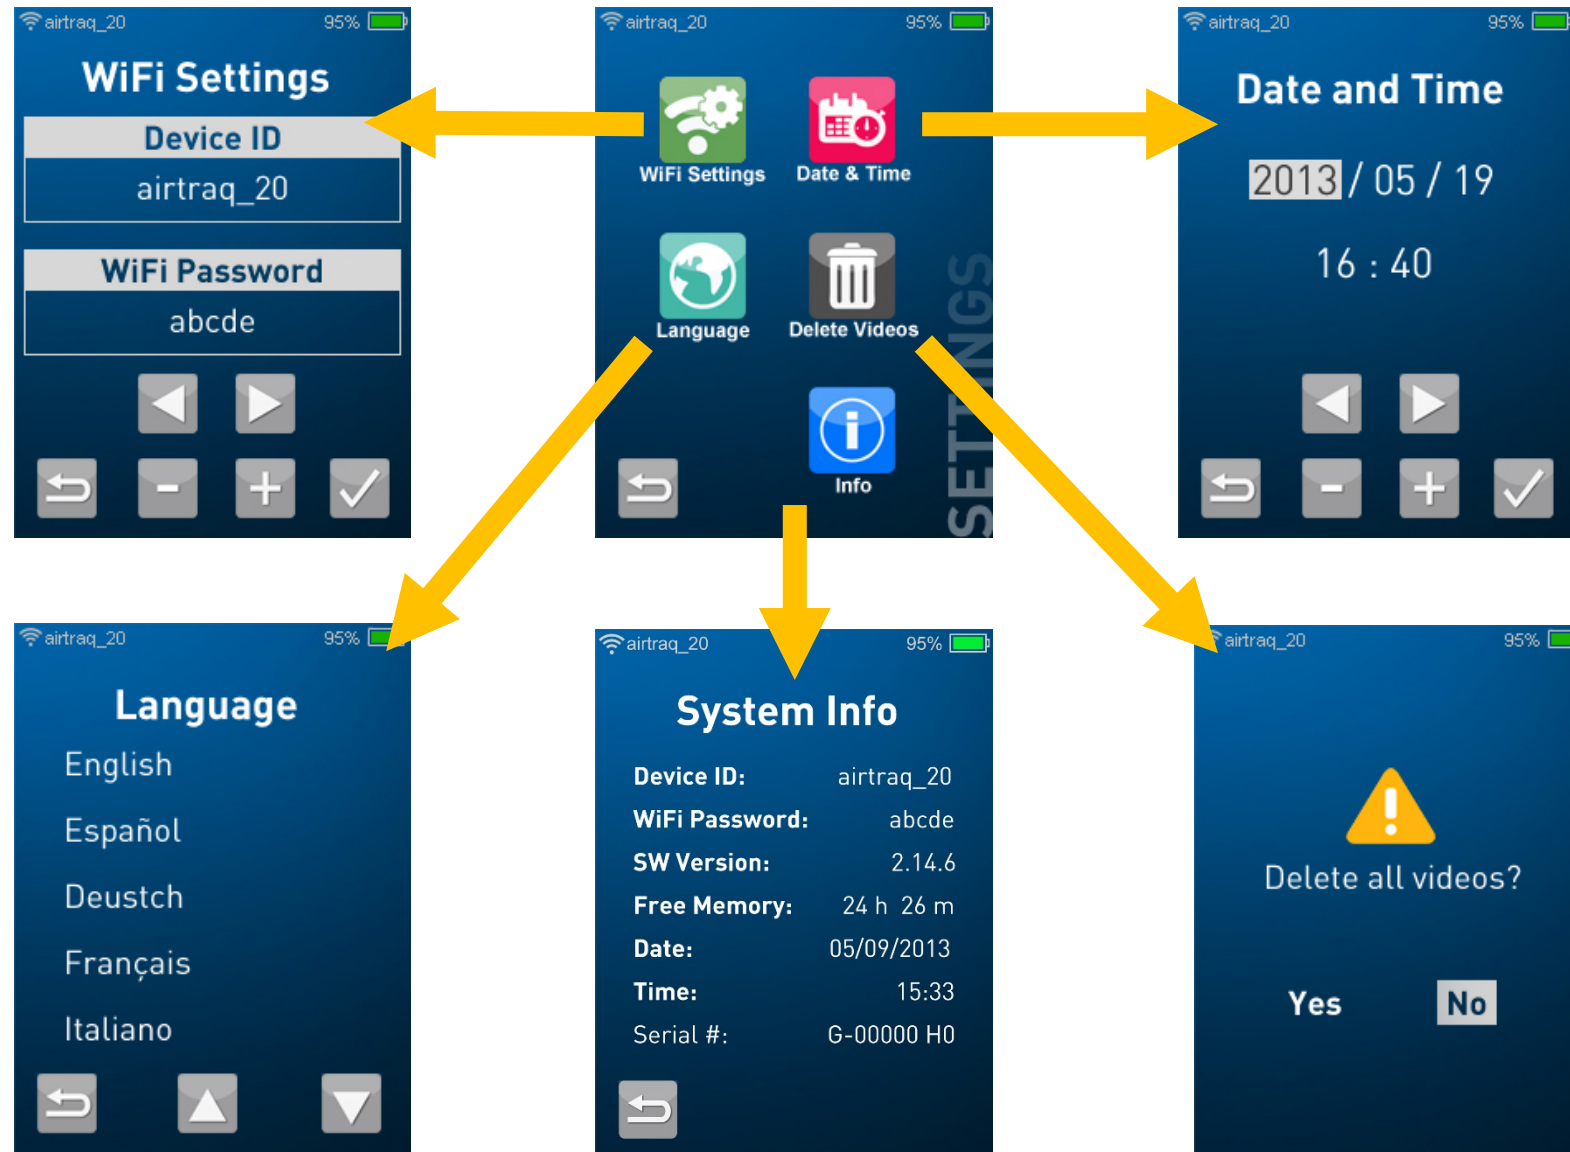 airtraq_20 95%
WiFi Settings
Device ID
airtraq_20
WiFi Password
abcde
airtraq_20 95%
WiFi Settings Date & Time
Language Delete Videos
Info
SETTINGS
airtraq_20 95%
Date and Time
2013 / 05 / 19
16 : 40
airtraq_20 95%
Language
English
Español
Deustch
Français
Italiano
airtraq_20 95%
System Info
Device ID: airtraq_20
WiFi Password: abcde
SW Version: 2.14.6
Free Memory: 24 h 26 m
Date: 05/09/2013
Time: 15:33
Serial #: G-00000 H0
airtraq_20 95%
Delete all videos?
Yes No